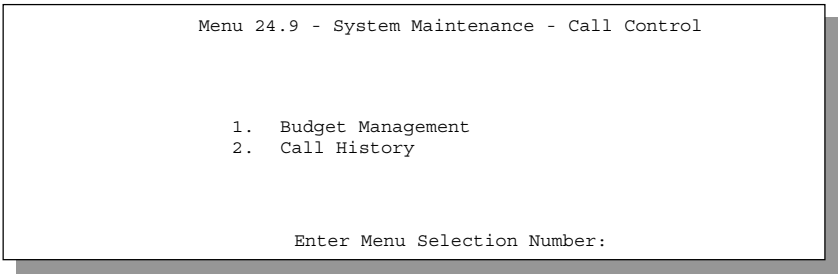 Menu 24.9 - System Maintenance - Call Control
1. Budget Management
2. Call History
Enter Menu Selection Number: